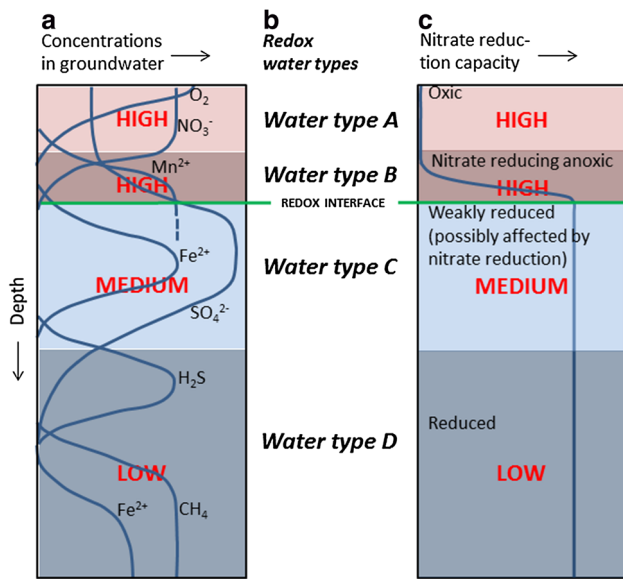 a
Concentrations
in groundwater
b
Redox
water types
c
Nitrate reduc-
tion capacity
Depth
O₂
HIGH
NO₃⁻
Mn²⁺
HIGH
Fe²⁺
MEDIUM
SO₄²⁻
H₂S
LOW
Fe²⁺
CH₄
Water type A
Water type B
REDOX INTERFACE
Water type C
Water type D
Oxic
HIGH
Nitrate reducing anoxic
HIGH
Weakly reduced
(possibly affected by
nitrate reduction)
MEDIUM
Reduced
LOW